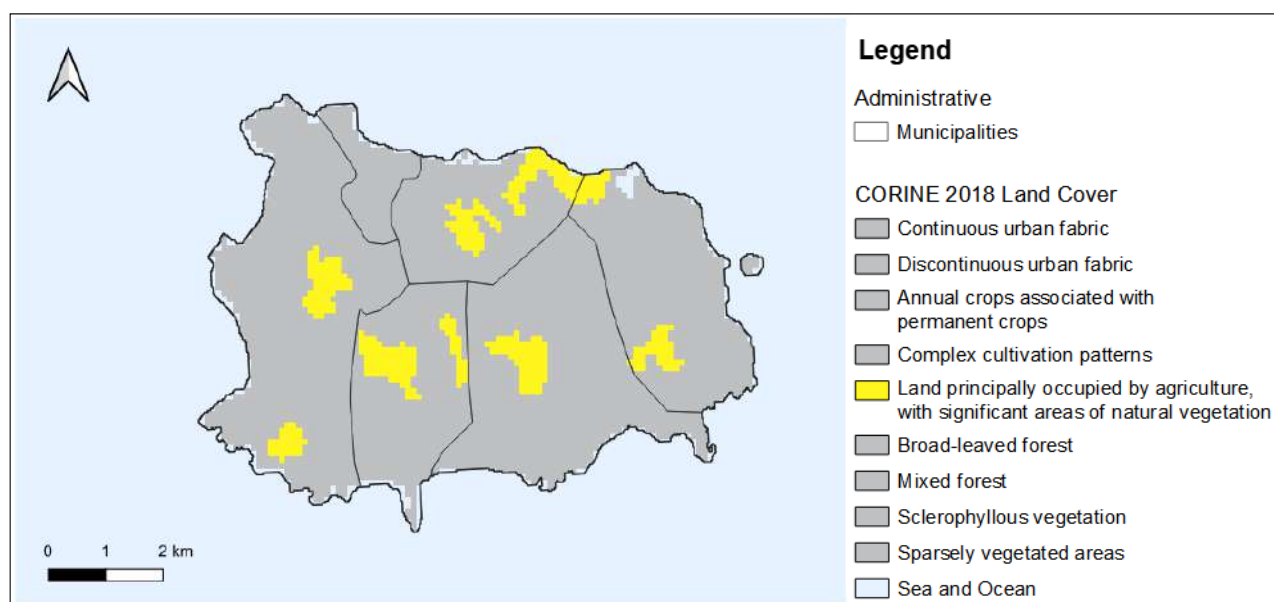 Legend
Administrative
Municipalities
CORINE 2018 Land Cover
Continuous urban fabric
Discontinuous urban fabric
Annual crops associated with
permanent crops
Complex cultivation patterns
Land principally occupied by agriculture,
with significant areas of natural vegetation
Broad-leaved forest
Mixed forest
Sclerophyllous vegetation
Sparsely vegetated areas
Sea and Ocean
0 1 2 km